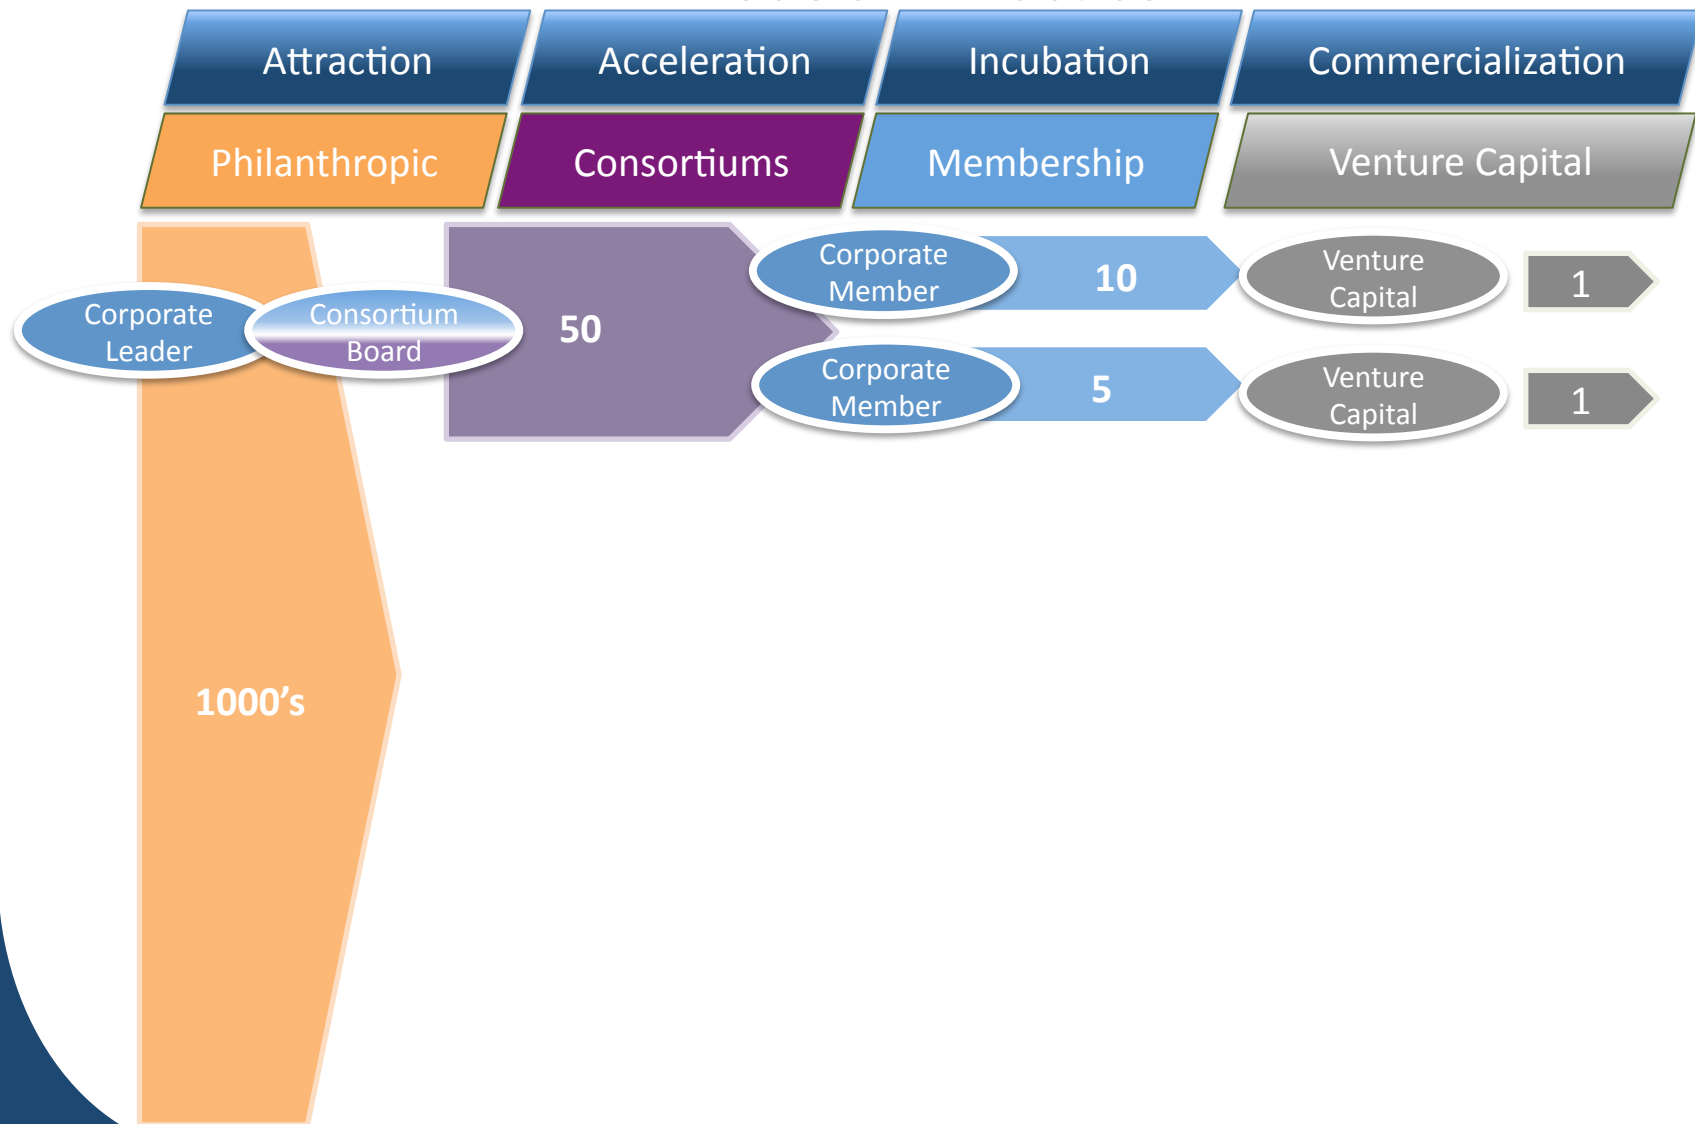 Attraction
Acceleration
Incubation
Commercialization
Philanthropic
Consortiums
Membership
Venture Capital
Corporate
Leader
Consortium
Board
50
Corporate
Member
10
Venture
Capital
1
Corporate
Member
5
Venture
Capital
1
1000’s